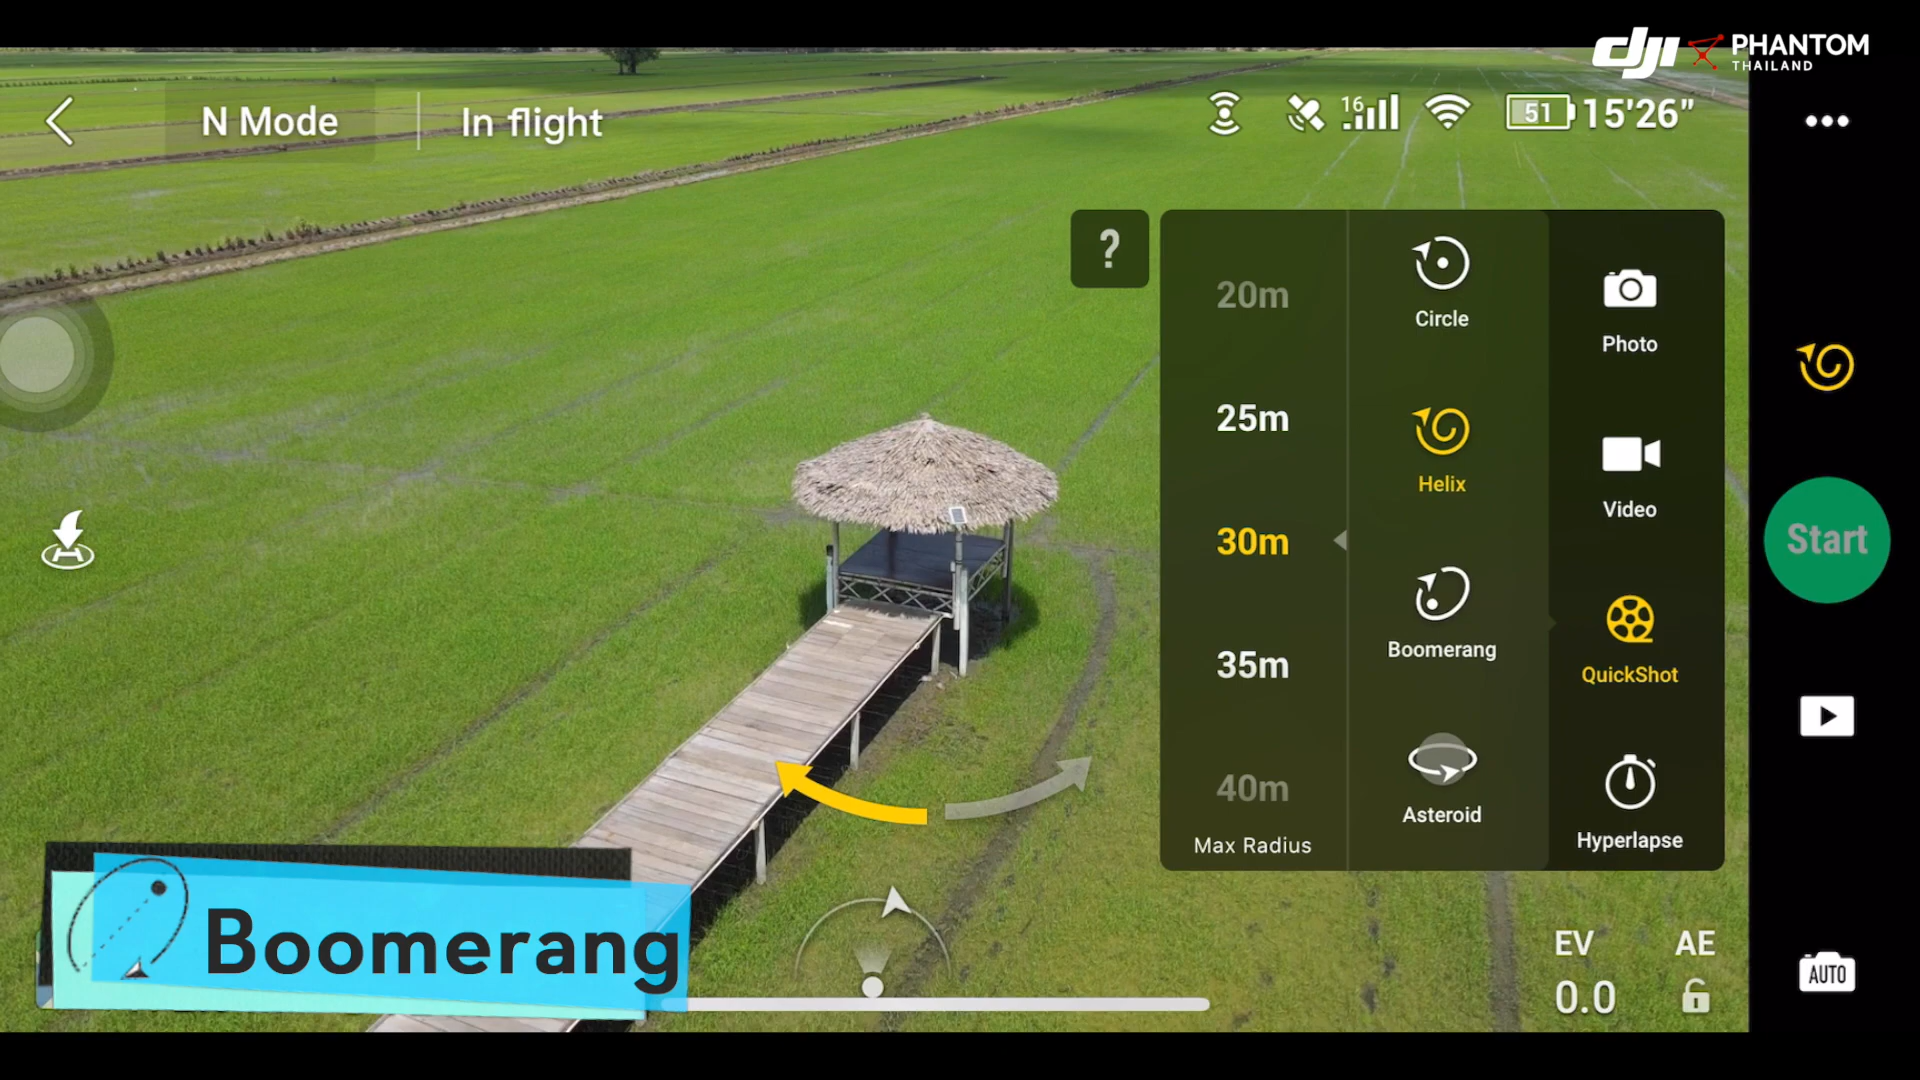 dji PHANTOM
THAILAND
N Mode
In flight
16
51
15'26”
?
20m
25m
30m
35m
40m
Max Radius
Circle
Helix
Boomerang
Asteroid
Photo
Video
QuickShot
Hyperlapse
Start
Boomerang
EV
0.0
AE
AUTO